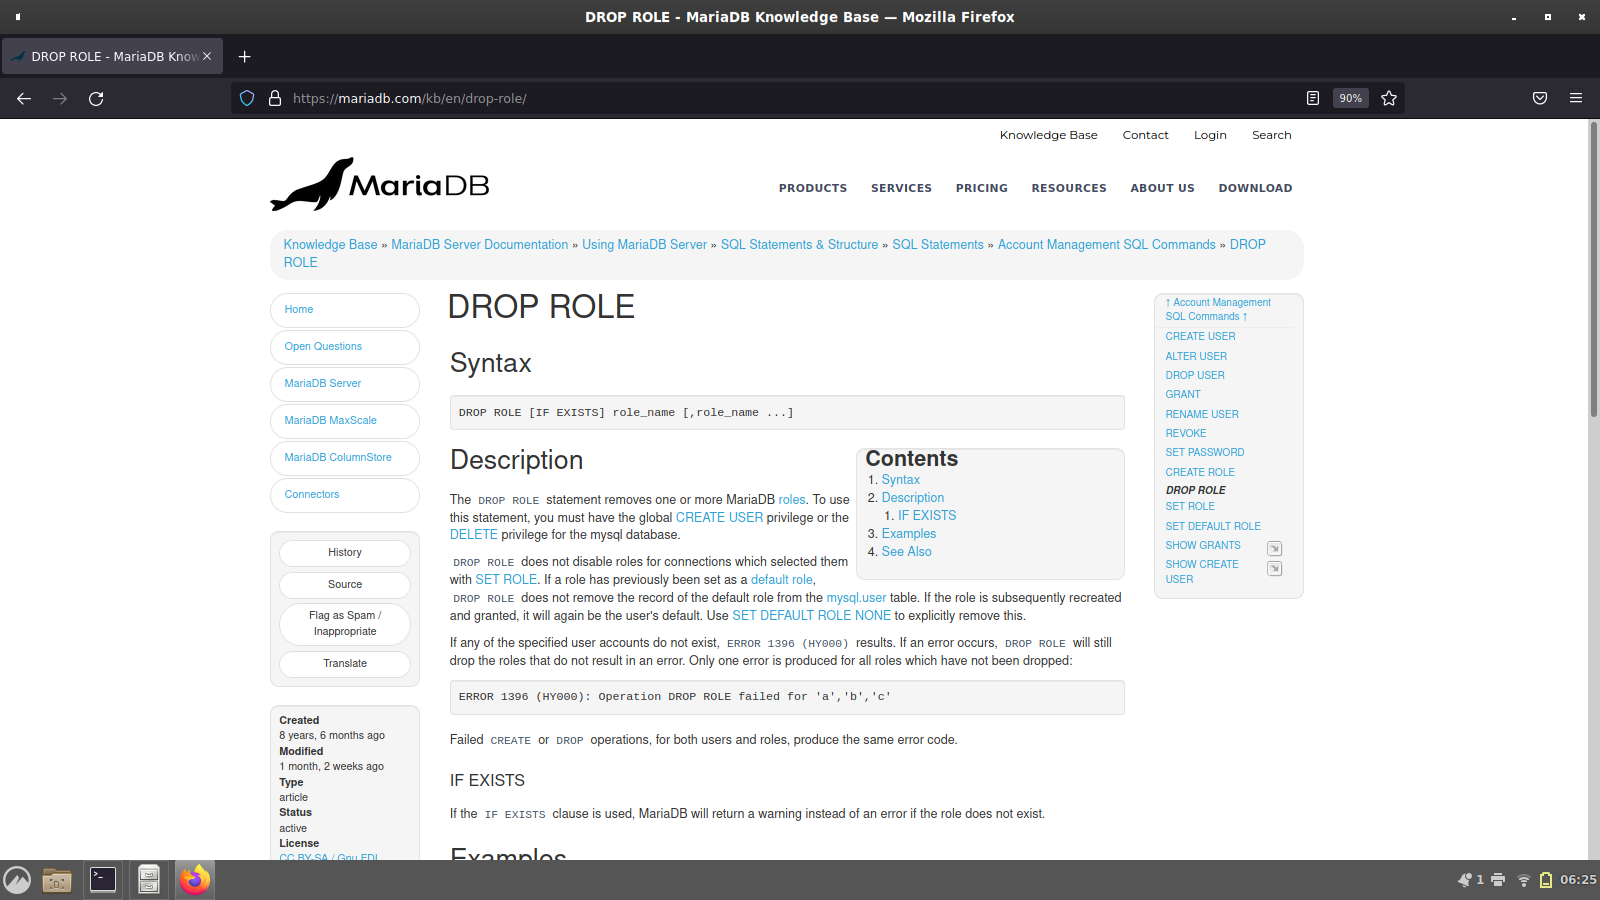 DROP ROLE - MariaDB Knowledge Base — Mozilla Firefox
DROP ROLE - MariaDB Know
https://mariadb.com/kb/en/drop-role/
90%
Knowledge Base Contact Login Search
MariaDB
PRODUCTS SERVICES PRICING RESOURCES ABOUT US DOWNLOAD
Knowledge Base » MariaDB Server Documentation » Using MariaDB Server » SQL Statements & Structure » SQL Statements » Account Management SQL Commands » DROP
ROLE
Home
Open Questions
MariaDB Server
MariaDB MaxScale
MariaDB ColumnStore
Connectors
History
Source
Flag as Spam /
Inappropriate
Translate
Created
8 years, 6 months ago
Modified
1 month, 2 weeks ago
Type
article
Status
active
License
CC BY-SA / Gnu FDL
DROP ROLE
Syntax
DROP ROLE [IF EXISTS] role_name [,role_name ...]
Description
The DROP ROLE statement removes one or more MariaDB roles. To use
this statement, you must have the global CREATE USER privilege or the
DELETE privilege for the mysql database.
DROP ROLE does not disable roles for connections which selected them
with SET ROLE. If a role has previously been set as a default role,
DROP ROLE does not remove the record of the default role from the mysql.user table. If the role is subsequently recreated
and granted, it will again be the user's default. Use SET DEFAULT ROLE NONE to explicitly remove this.
If any of the specified user accounts do not exist, ERROR 1396 (HY000) results. If an error occurs, DROP ROLE will still
drop the roles that do not result in an error. Only one error is produced for all roles which have not been dropped:
ERROR 1396 (HY000): Operation DROP ROLE failed for 'a','b','c'
Failed CREATE or DROP operations, for both users and roles, produce the same error code.
IF EXISTS
If the IF EXISTS clause is used, MariaDB will return a warning instead of an error if the role does not exist.
Examples
Contents
1. Syntax
2. Description
1. IF EXISTS
3. Examples
4. See Also
↑ Account Management
SQL Commands ↑
CREATE USER
ALTER USER
DROP USER
GRANT
RENAME USER
REVOKE
SET PASSWORD
CREATE ROLE
DROP ROLE
SET ROLE
SET DEFAULT ROLE
SHOW GRANTS
SHOW CREATE
USER
1
06:25